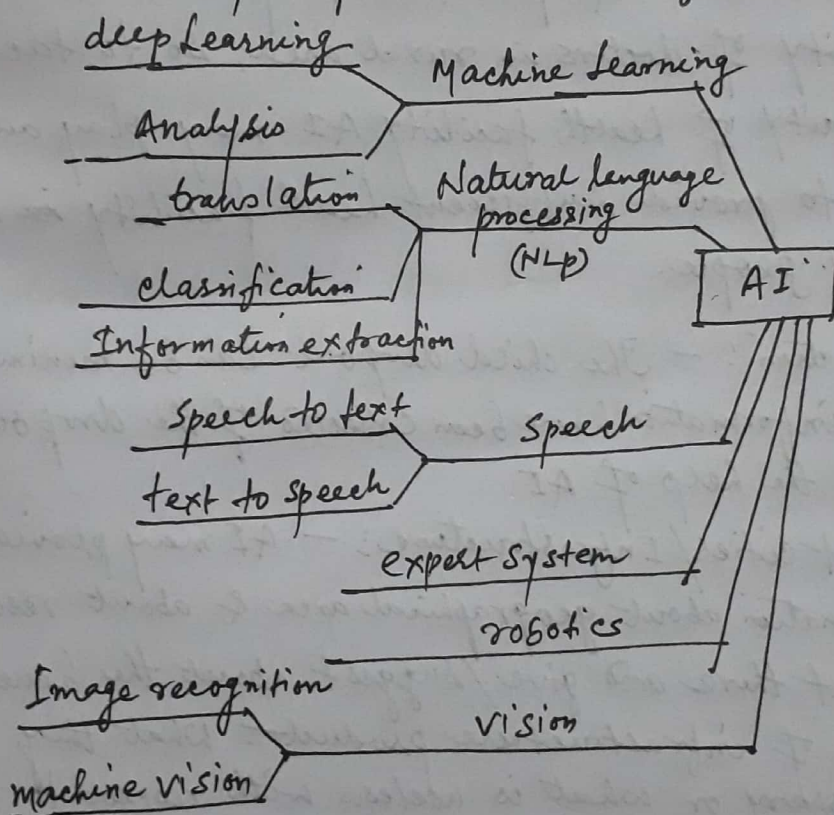 deep Learning
Machine Learning
Analysis
translation
Natural language
processing
(NLp)
AI
classification
Information extraction
speech to text
speech
text to speech
expert system
robotics
Image recognition
vision
machine vision